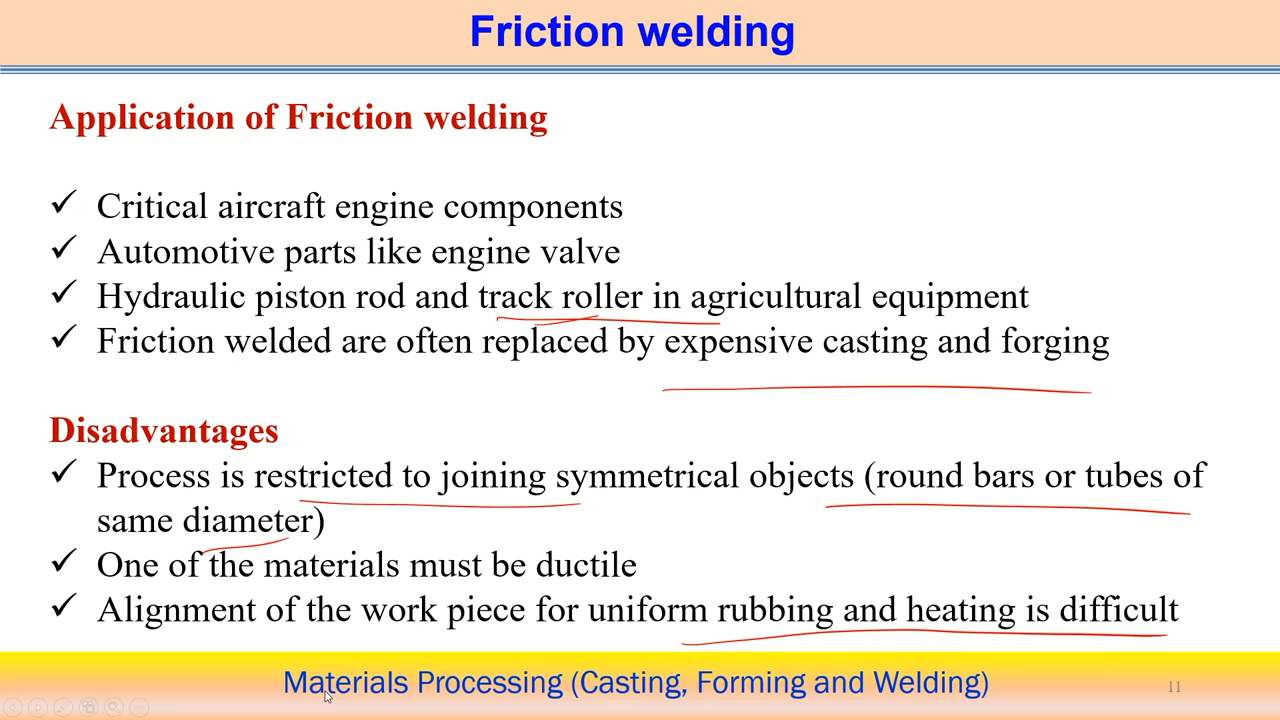 Friction welding
Application of Friction welding
✓ Critical aircraft engine components
✓ Automotive parts like engine valve
✓ Hydraulic piston rod and track roller in agricultural equipment
✓ Friction welded are often replaced by expensive casting and forging
Disadvantages
✓ Process is restricted to joining symmetrical objects (round bars or tubes of
same diameter)
✓ One of the materials must be ductile
✓ Alignment of the work piece for uniform rubbing and heating is difficult
Materials Processing (Casting, Forming and Welding)
11